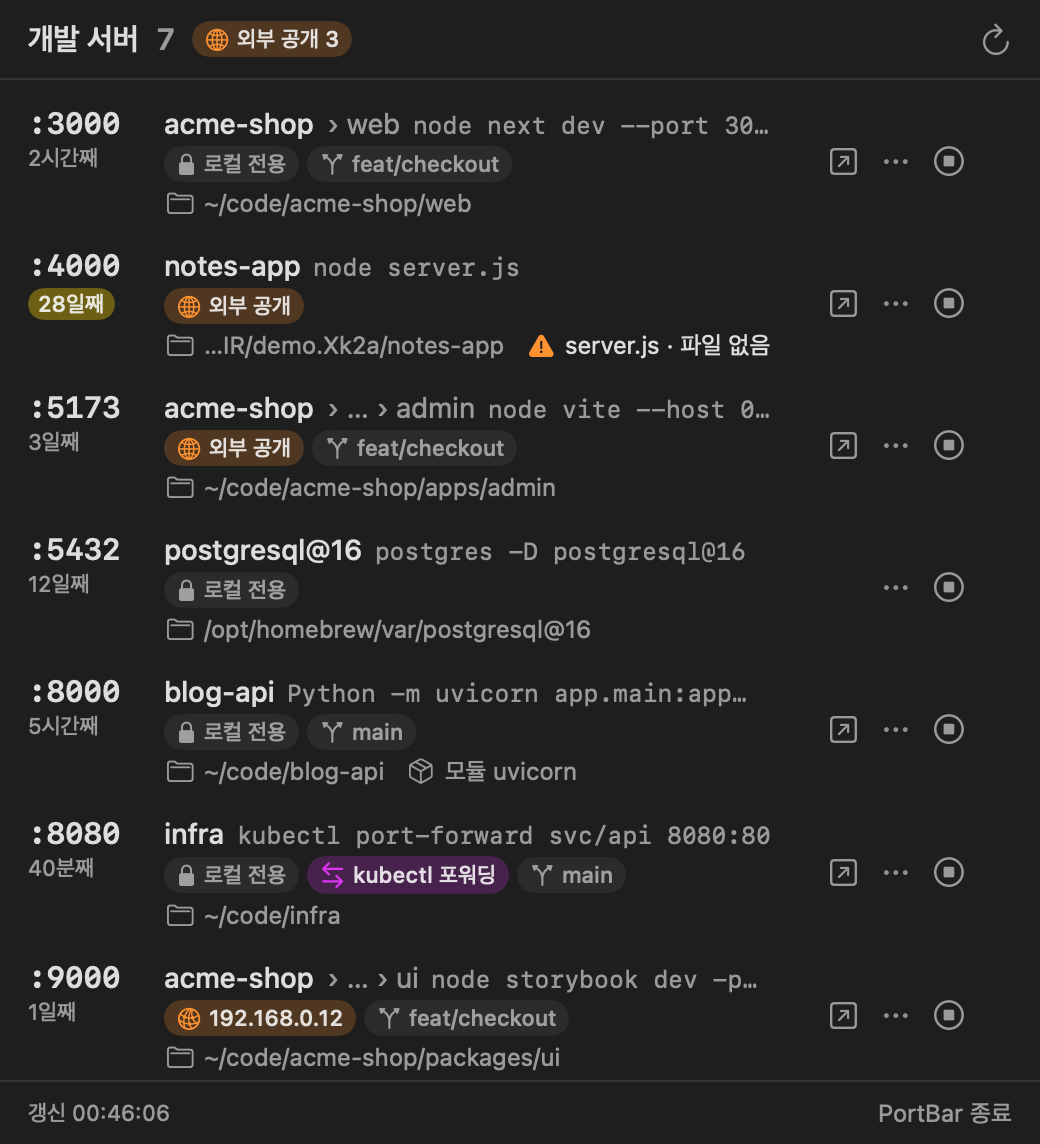 개발 서버 7 외부 공개 3
:3000 acme-shop › web node next dev --port 30…
2시간째 로컬 전용 feat/checkout
~/code/acme-shop/web
:4000 notes-app node server.js
28일째 외부 공개
…IR/demo.Xk2a/notes-app server.js · 파일 없음
:5173 acme-shop › … › admin node vite --host 0…
3일째 외부 공개 feat/checkout
~/code/acme-shop/apps/admin
:5432 postgresql@16 postgres -D postgresql@16
12일째 로컬 전용
/opt/homebrew/var/postgresql@16
:8000 blog-api Python -m uvicorn app.main:app…
5시간째 로컬 전용 main
~/code/blog-api 모듈 uvicorn
:8080 infra kubectl port-forward svc/api 8080:80
40분째 로컬 전용 kubectl 포워딩 main
~/code/infra
:9000 acme-shop › … › ui node storybook dev -p…
1일째 192.168.0.12 feat/checkout
~/code/acme-shop/packages/ui
갱신 00:46:06 PortBar 종료